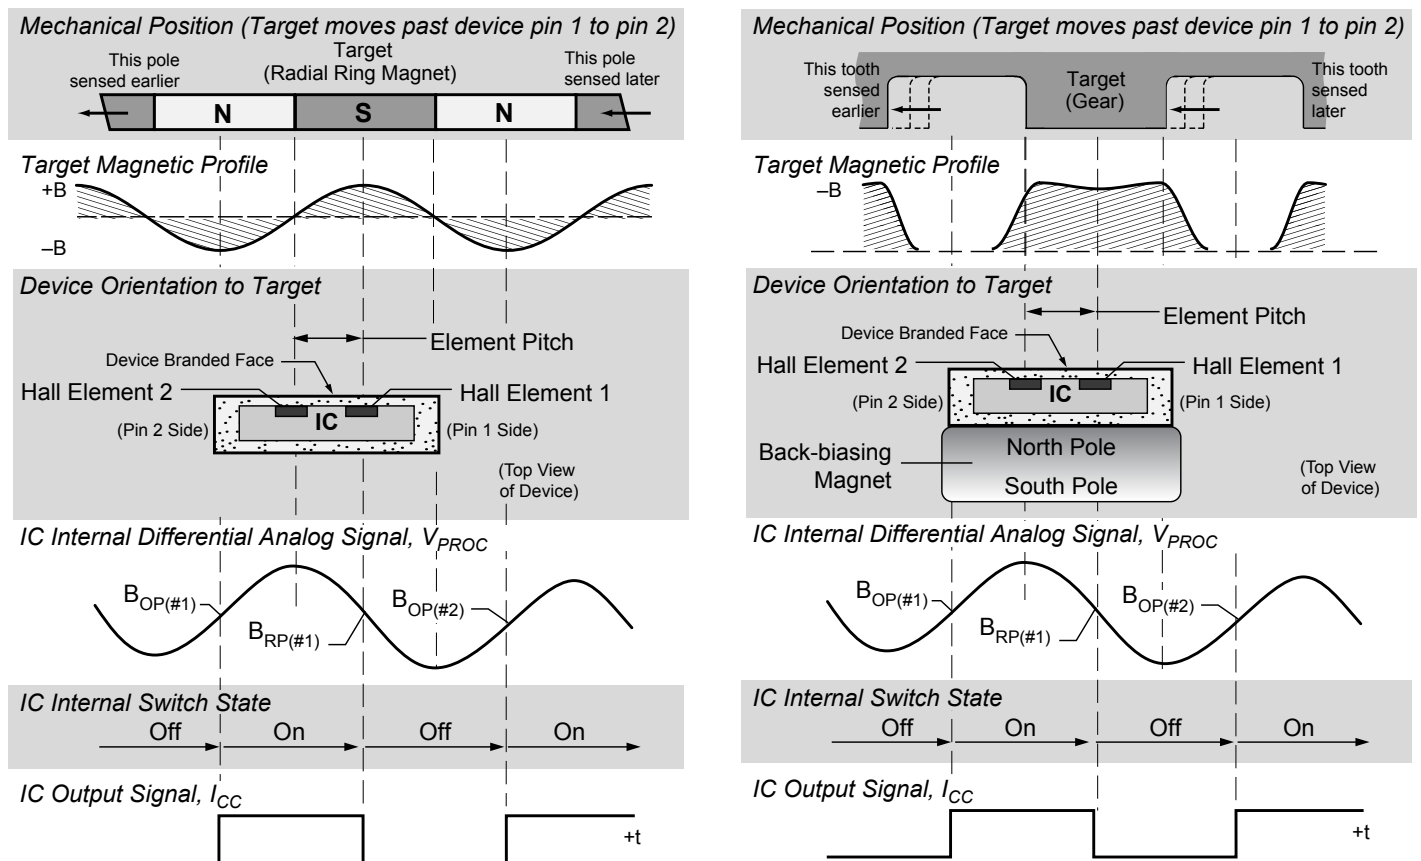 Mechanical Position (Target moves past device pin 1 to pin 2)
This pole
sensed earlier
Target
(Radial Ring Magnet)
This pole
sensed later
N
S
N
Target Magnetic Profile
+B
–B
Device Orientation to Target
Element Pitch
Device Branded Face
Hall Element 2
Hall Element 1
IC
(Pin 2 Side)
(Pin 1 Side)
(Top View
of Device)
IC Internal Differential Analog Signal, VPROC
BOP(#1)
BRP(#1)
BOP(#2)
IC Internal Switch State
Off
On
Off
On
IC Output Signal, ICC
+t
Mechanical Position (Target moves past device pin 1 to pin 2)
This tooth
sensed
earlier
Target
(Gear)
This tooth
sensed
later
Target Magnetic Profile
–B
Device Orientation to Target
Element Pitch
Device Branded Face
Hall Element 2
Hall Element 1
IC
(Pin 2 Side)
(Pin 1 Side)
Back-biasing
Magnet
North Pole
South Pole
(Top View
of Device)
IC Internal Differential Analog Signal, VPROC
BOP(#1)
BRP(#1)
BOP(#2)
IC Internal Switch State
Off
On
Off
On
IC Output Signal, ICC
+t